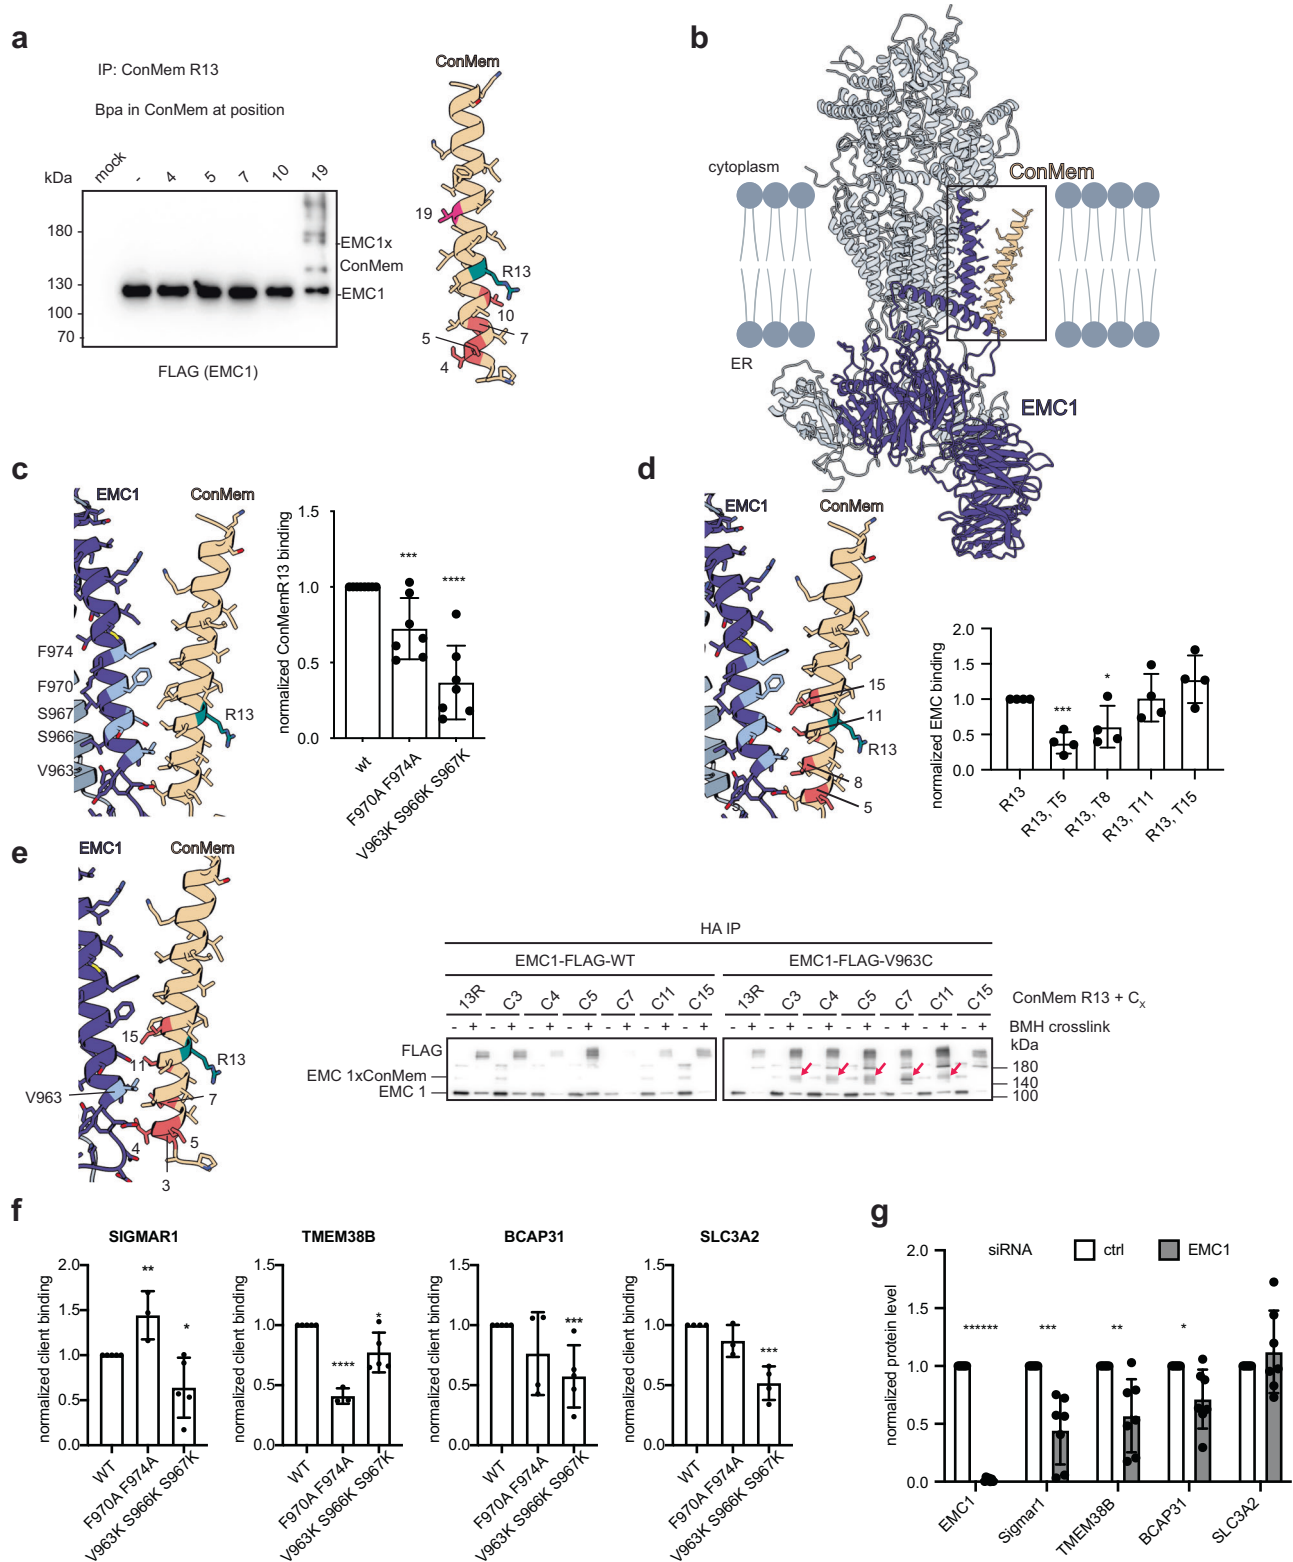 a
IP: ConMem R13
Bpa in ConMem at position
mock - 4 5 7 10 19
kDa
180
130
100
70
-EMC1x
ConMem
-EMC1
FLAG (EMC1)
ConMem
19
R13
10
7
5
4
b
cytoplasm
ConMem
ER
EMC1
c
EMC1 ConMem
F974
F970
S967
S966
V963
R13
normalized ConMemR13 binding
1.5
1.0
0.5
0.0
***
****
wt
F970A F974A
V963K S966K S967K
d
EMC1 ConMem
15
11
R13
8
5
5
normalized EMC binding
2.0
1.5
1.0
0.5
0.0
***
*
R13
R13, T5
R13, T8
R13, T11
R13, T15
e
EMC1 ConMem
15
11
R13
V963
7
4
5
3
HA IP
EMC1-FLAG-WT EMC1-FLAG-V963C
13R C3 C4 C5 C7 C11 C15 13R C3 C4 C5 C7 C11 C15 ConMem R13 + Cx
- + - + - + - + - + - + - + - + - + - + - + - + - + - + BMH crosslink
kDa
FLAG
EMC 1xConMem
EMC 1
180
140
100
f
SIGMAR1
normalized client binding
2.0
1.5
1.0
0.5
0.0
**
*
WT
F970A F974A
V963K S966K S967K
TMEM38B
normalized client binding
1.5
1.0
0.5
0.0
****
*
WT
F970A F974A
V963K S966K S967K
BCAP31
normalized client binding
1.5
1.0
0.5
0.0
***
WT
F970A F974A
V963K S966K S967K
SLC3A2
normalized client binding
1.5
1.0
0.5
0.0
***
WT
F970A F974A
V963K S966K S967K
g
siRNA ctrl EMC1
normalized protein level
2.0
1.5
1.0
0.5
0.0
******
***
**
*
EMC1
Sigmar1
TMEM38B
BCAP31
SLC3A2